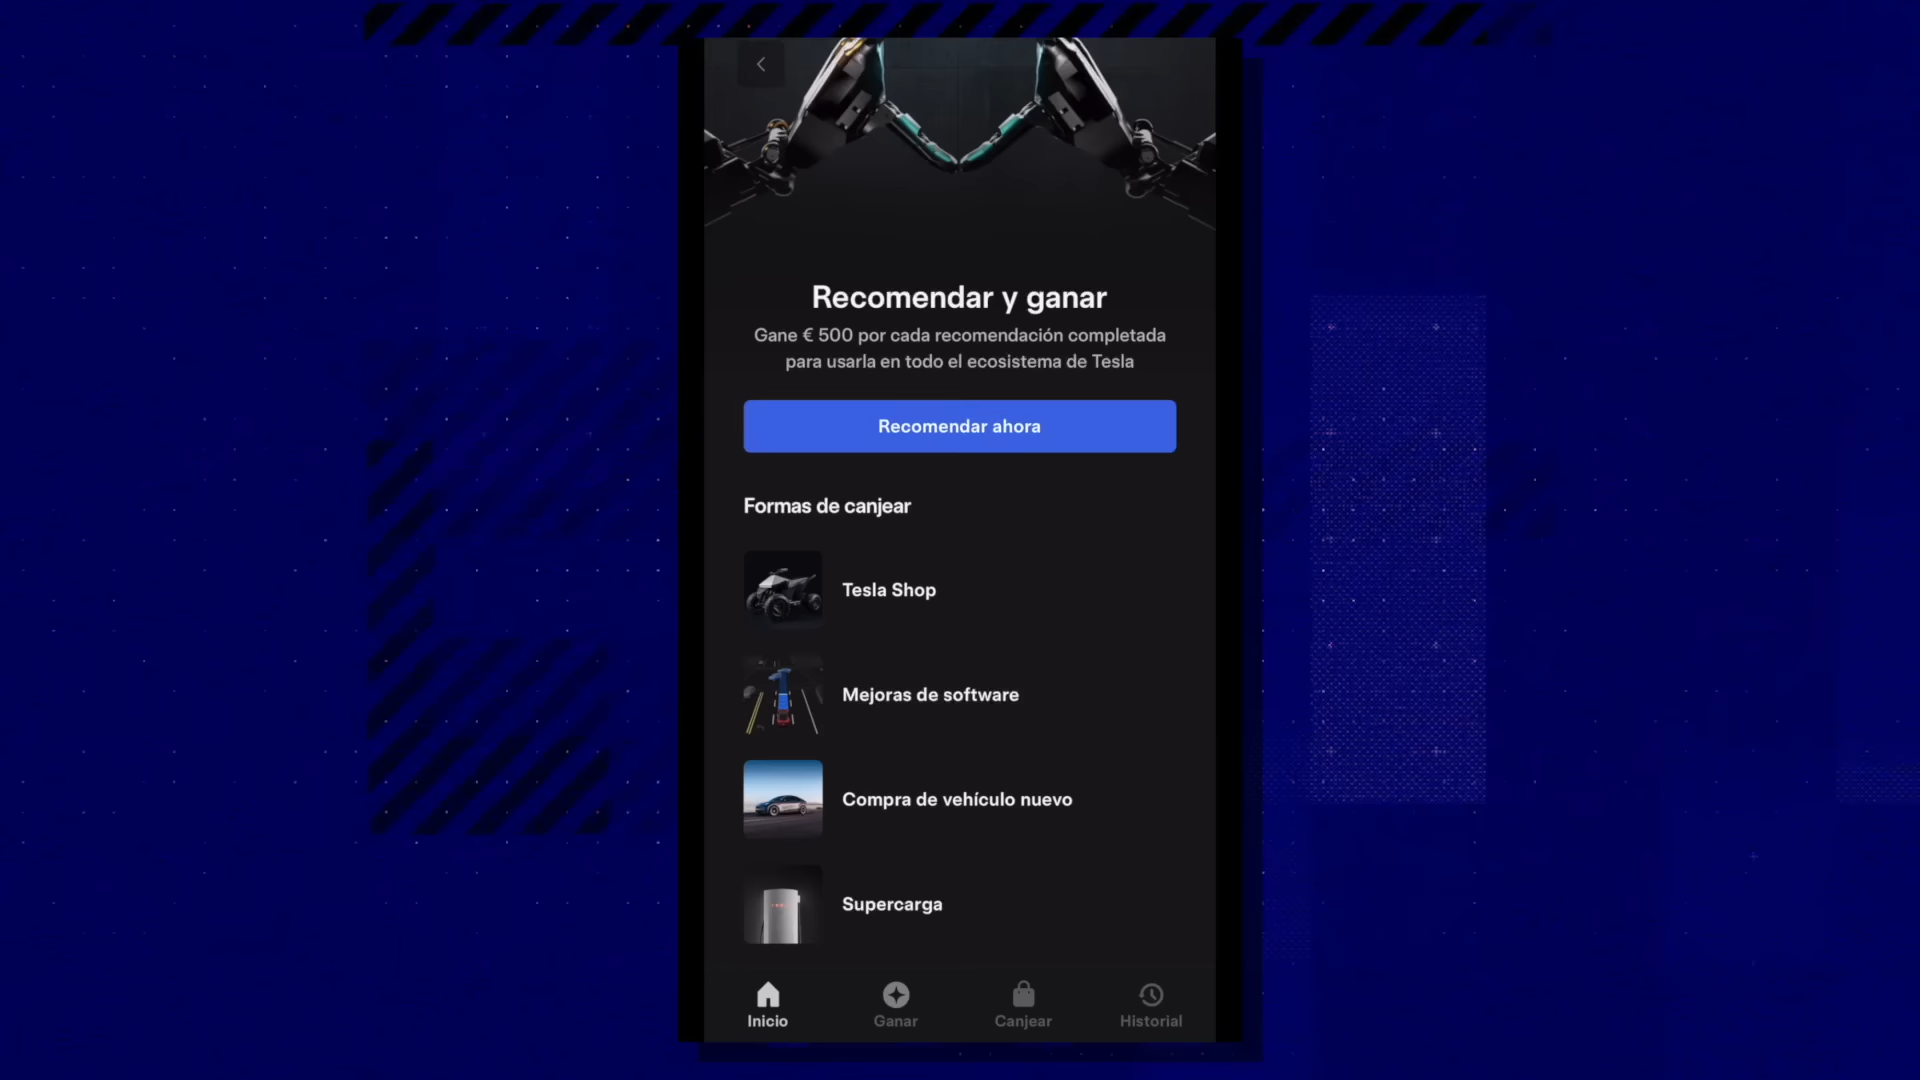 Recomendar y ganar
Gane € 500 por cada recomendación completada
para usarla en todo el ecosistema de Tesla
Recomendar ahora
Formas de canjear
Tesla Shop
Mejoras de software
Compra de vehículo nuevo
Supercarga
Inicio
Ganar
Canjear
Historial